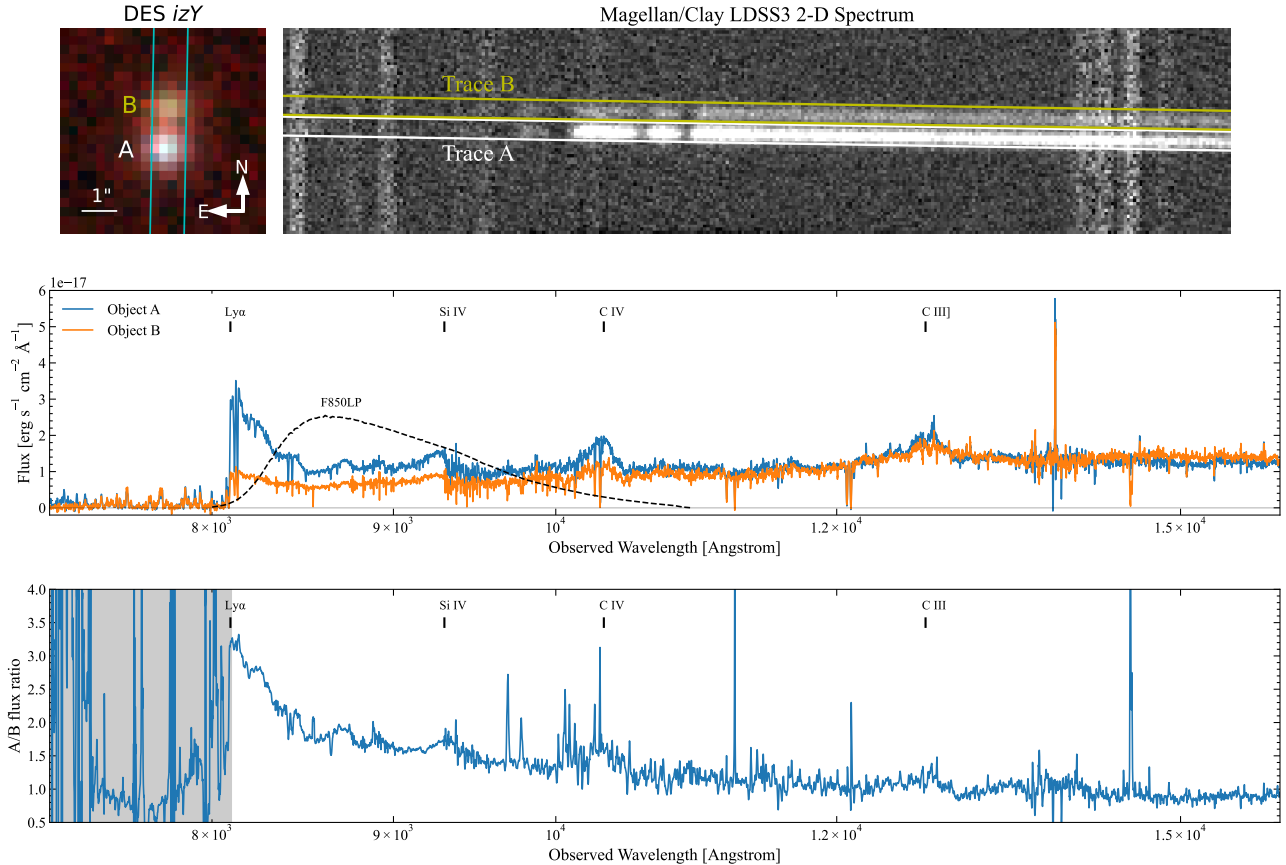 DES izY
Magellan/Clay LDSS3 2-D Spectrum
B
A
1"
N
E
Trace B
Trace A
1e−17
Object A
Object B
Lyα
Si IV
C IV
C III]
F850LP
6
5
4
3
2
1
0
Flux [erg s⁻¹ cm⁻² Å⁻¹]
8 × 10³
9 × 10³
10⁴
1.2 × 10⁴
1.5 × 10⁴
Observed Wavelength [Angstrom]
Lyα
Si IV
C IV
C III
4.0
3.5
3.0
2.5
2.0
1.5
1.0
0.5
A/B flux ratio
8 × 10³
9 × 10³
10⁴
1.2 × 10⁴
1.5 × 10⁴
Observed Wavelength [Angstrom]